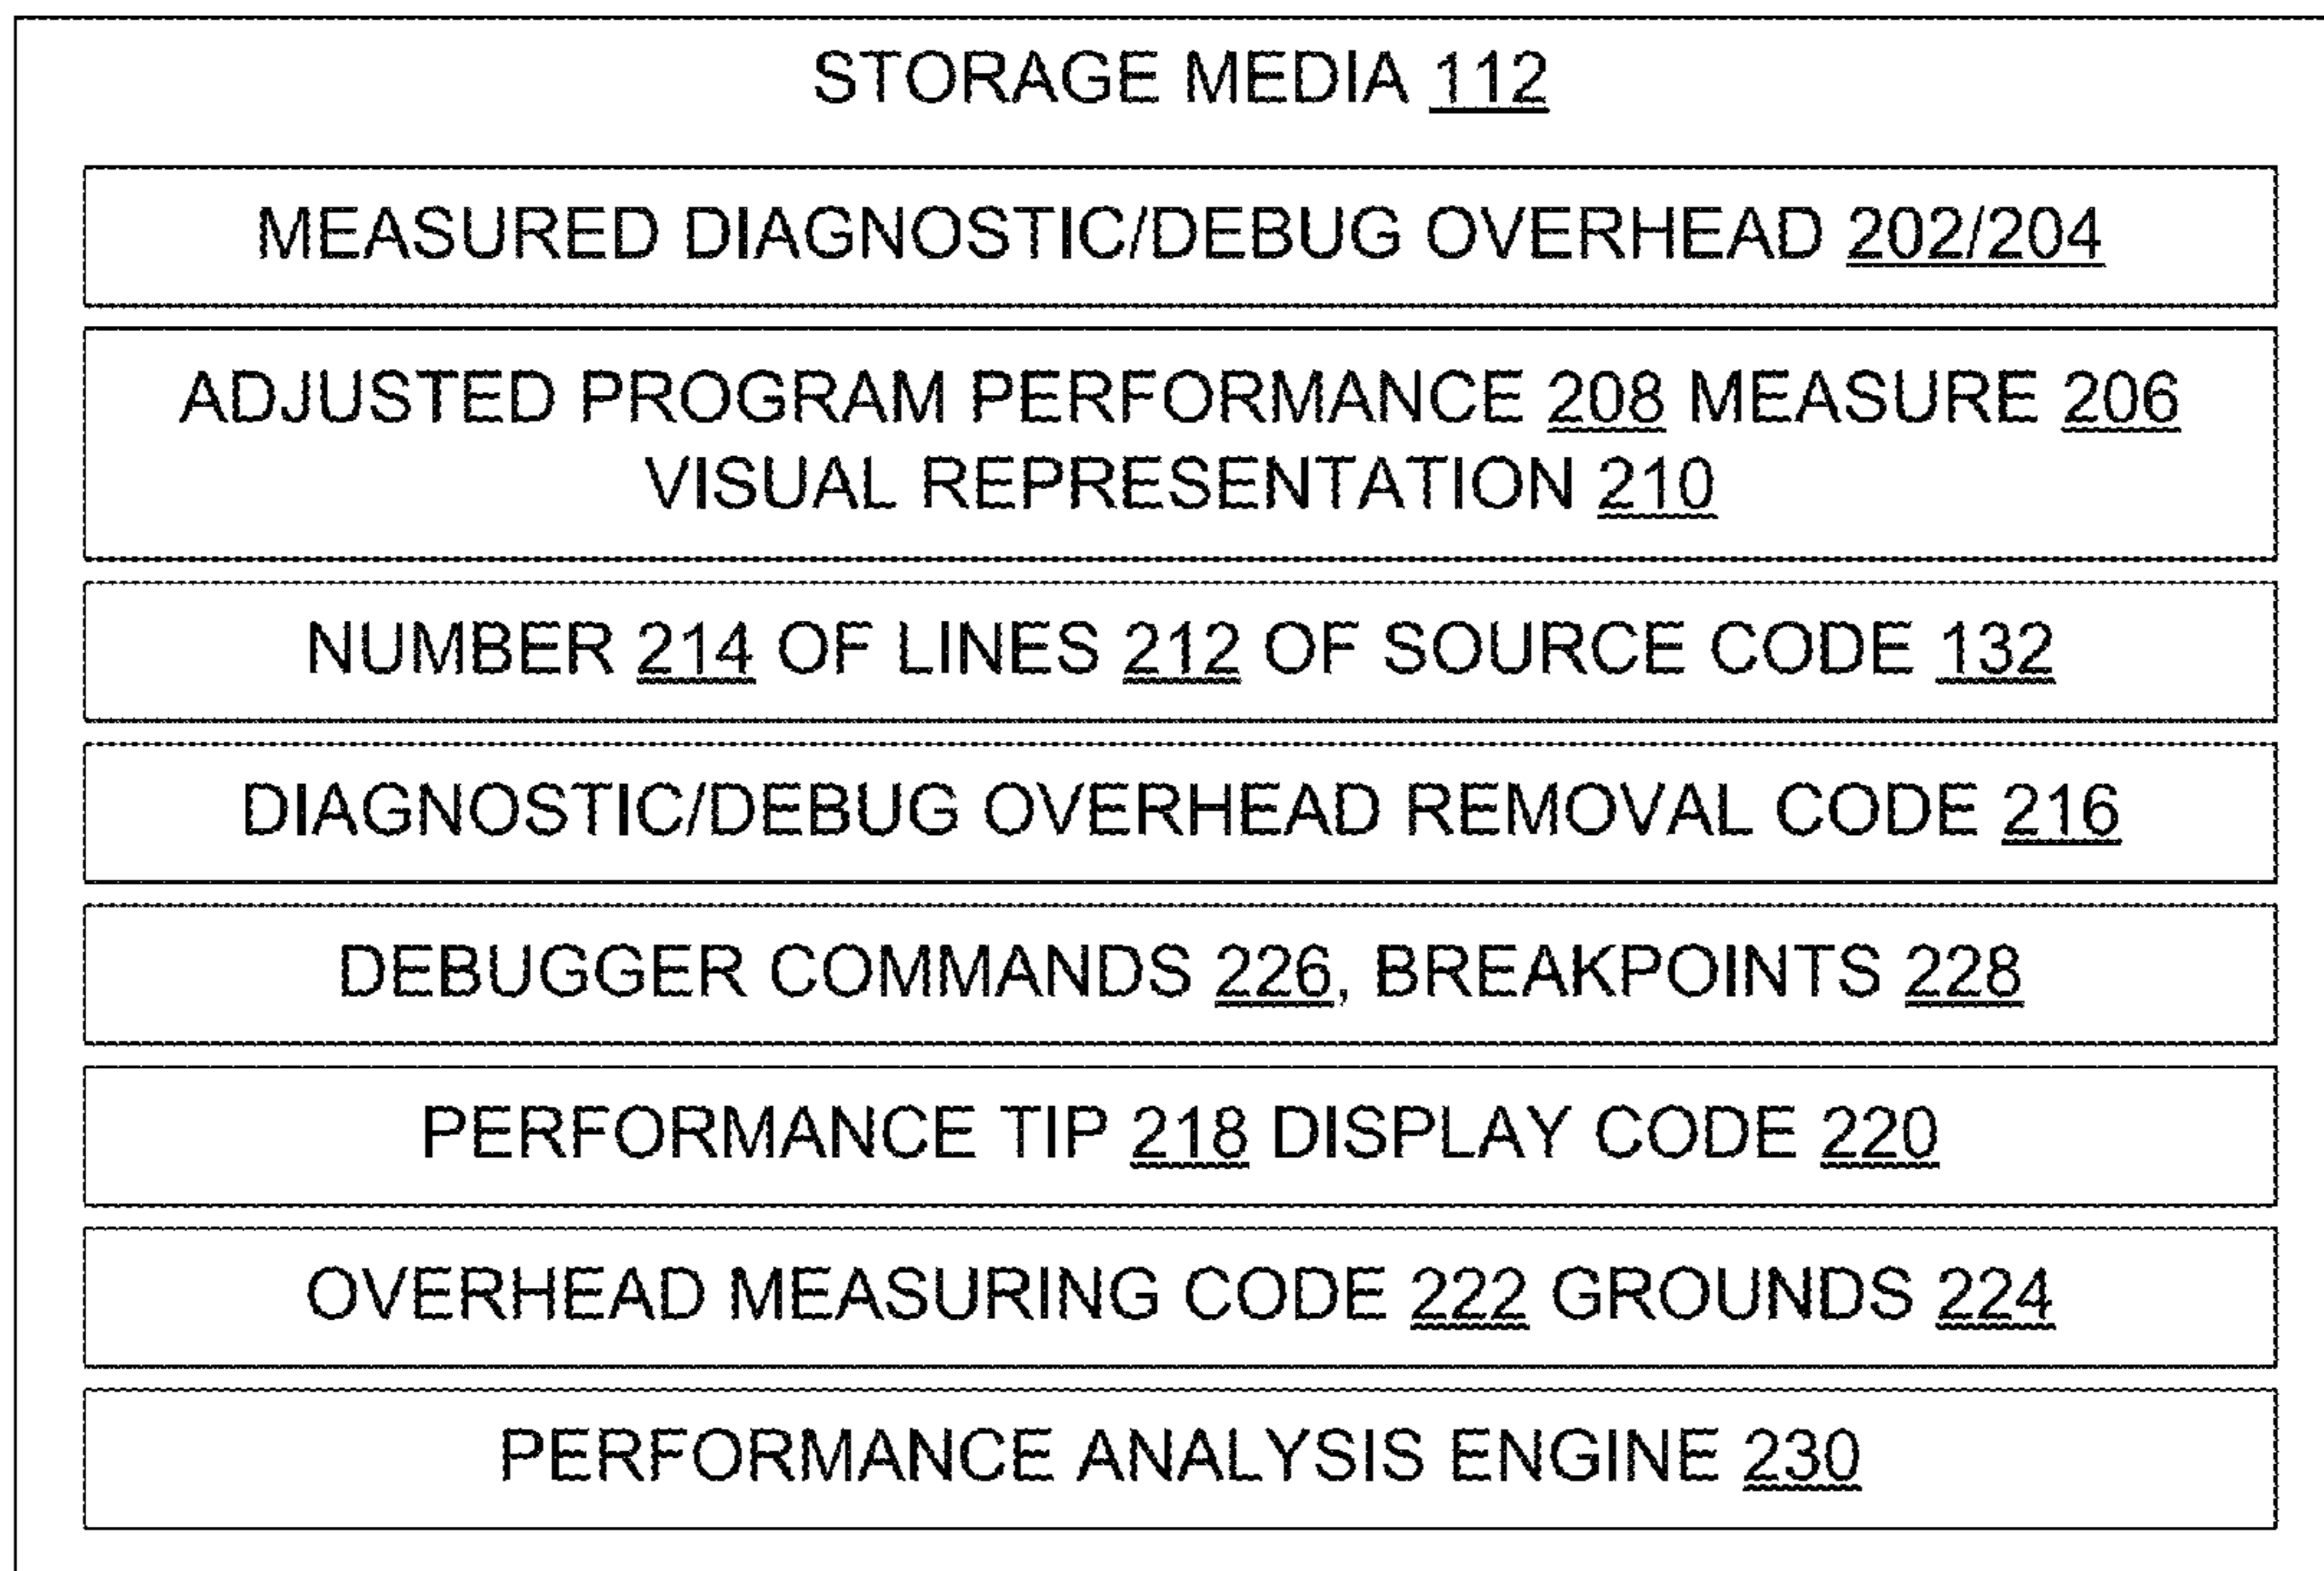 STORAGE MEDIA 112
MEASURED DIAGNOSTIC/DEBUG OVERHEAD 202/204
ADJUSTED PROGRAM PERFORMANCE 208 MEASURE 206
VISUAL REPRESENTATION 210
NUMBER 214 OF LINES 212 OF SOURCE CODE 132
DIAGNOSTIC/DEBUG OVERHEAD REMOVAL CODE 216
DEBUGGER COMMANDS 226, BREAKPOINTS 228
PERFORMANCE TIP 218 DISPLAY CODE 220
OVERHEAD MEASURING CODE 222 GROUNDS 224
PERFORMANCE ANALYSIS ENGINE 230